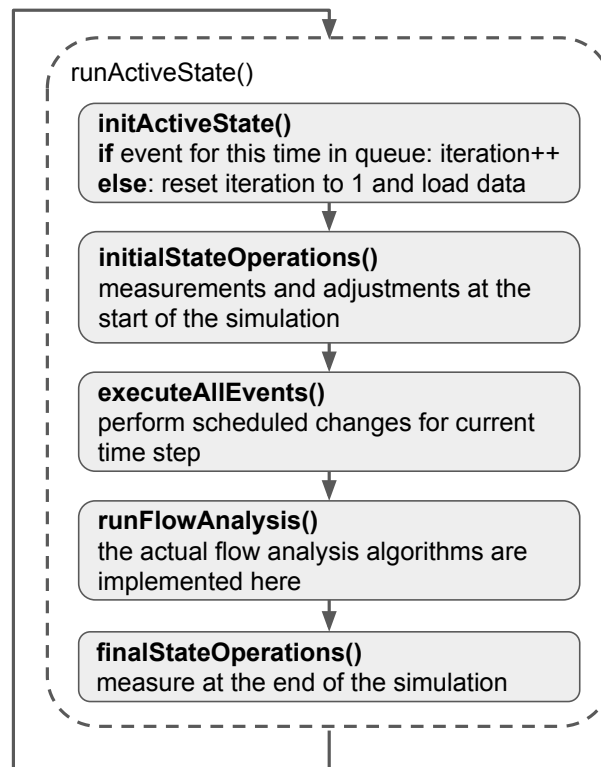 runActiveState()
initActiveState()
if event for this time in queue: iteration++
else: reset iteration to 1 and load data
initialStateOperations()
measurements and adjustments at the
start of the simulation
executeAllEvents()
perform scheduled changes for current
time step
runFlowAnalysis()
the actual flow analysis algorithms are
implemented here
finalStateOperations()
measure at the end of the simulation